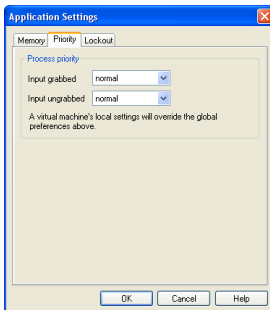 Application Settings
Memory Priority Lockout
Process priority
Input grabbed normal
Input ungrabbed normal
A virtual machine's local settings will override the global
preferences above.
OK Cancel Help